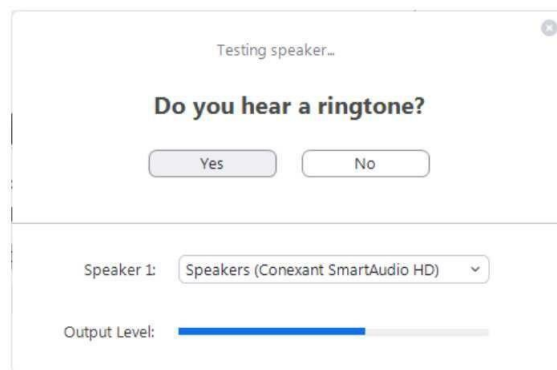 Testing speaker...
Do you hear a ringtone?
Yes No
Speaker 1: Speakers (Conexant SmartAudio HD)
Output Level: